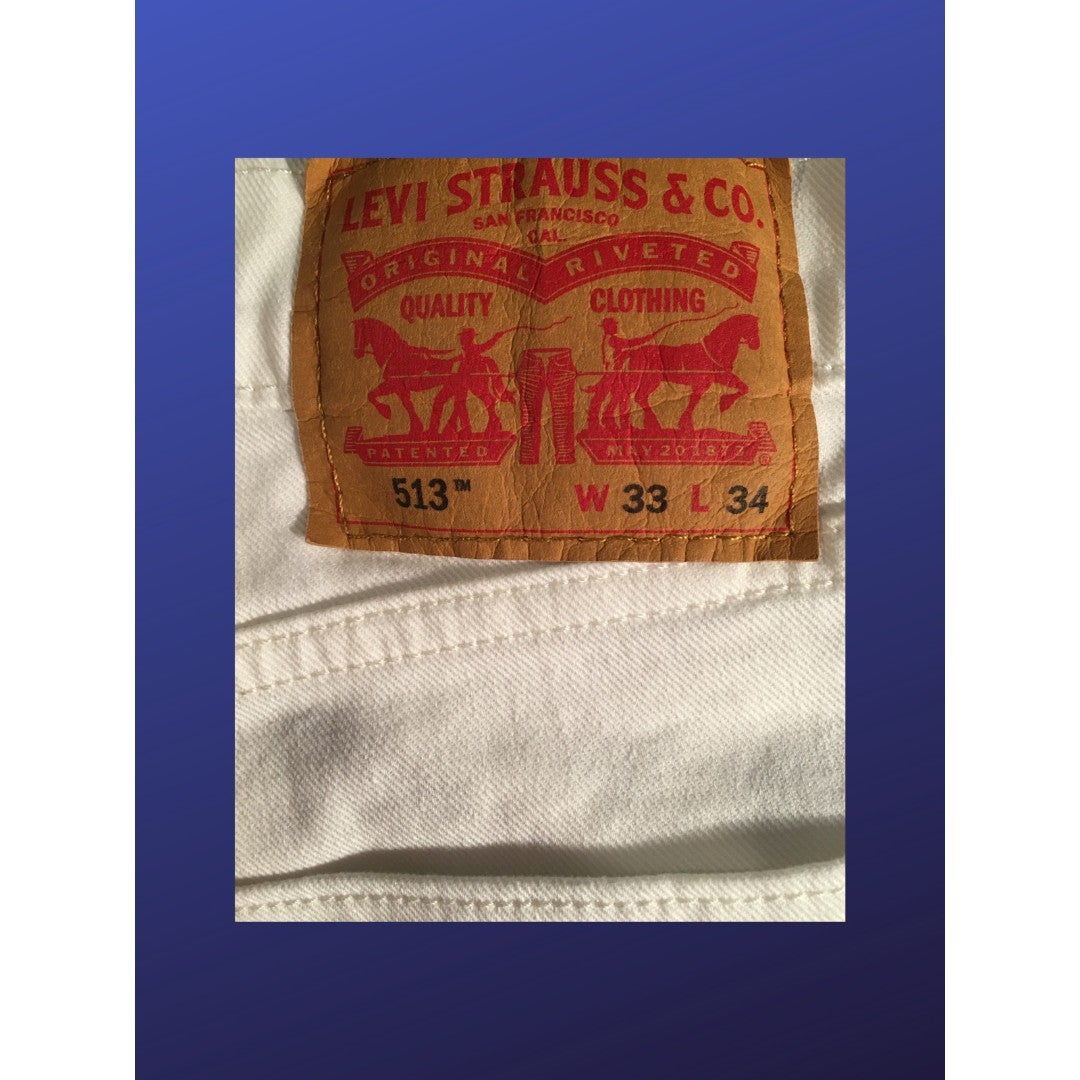 LEVI STRAUSS & CO.
SAN FRANCISCO
CAL.
ORIGINAL RIVETED
QUALITY CLOTHING
PATENTED MAY 20 1873 ®
513™ W 33 L 34